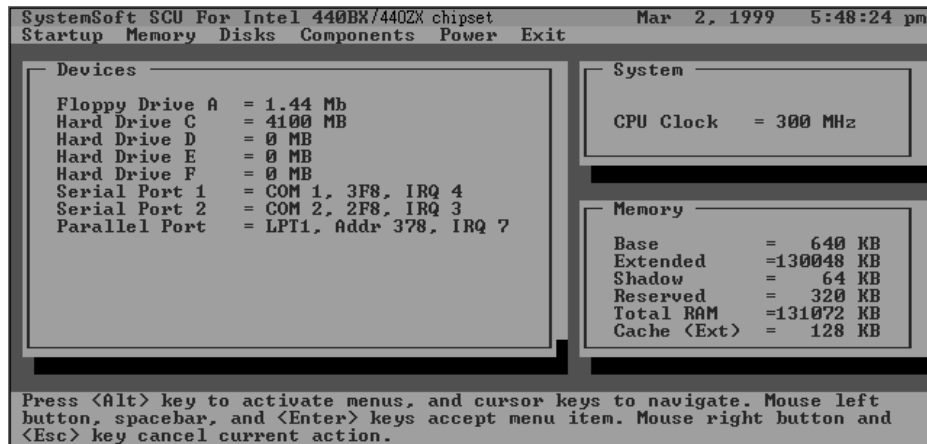 SystemSoft SCU For Intel 440BX/440ZX chipset Mar 2, 1999 5:48:24 pm
Startup Memory Disks Components Power Exit
Devices
Floppy Drive A = 1.44 Mb
Hard Drive C = 4100 MB
Hard Drive D = 0 MB
Hard Drive E = 0 MB
Hard Drive F = 0 MB
Serial Port 1 = COM 1, 3F8, IRQ 4
Serial Port 2 = COM 2, 2F8, IRQ 3
Parallel Port = LPT1, Addr 378, IRQ 7
System
CPU Clock = 300 MHz
Memory
Base = 640 KB
Extended =130048 KB
Shadow = 64 KB
Reserved = 320 KB
Total RAM =131072 KB
Cache (Ext) = 128 KB
Press <Alt> key to activate menus, and cursor keys to navigate. Mouse left
button, spacebar, and <Enter> keys accept menu item. Mouse right button and
<Esc> key cancel current action.